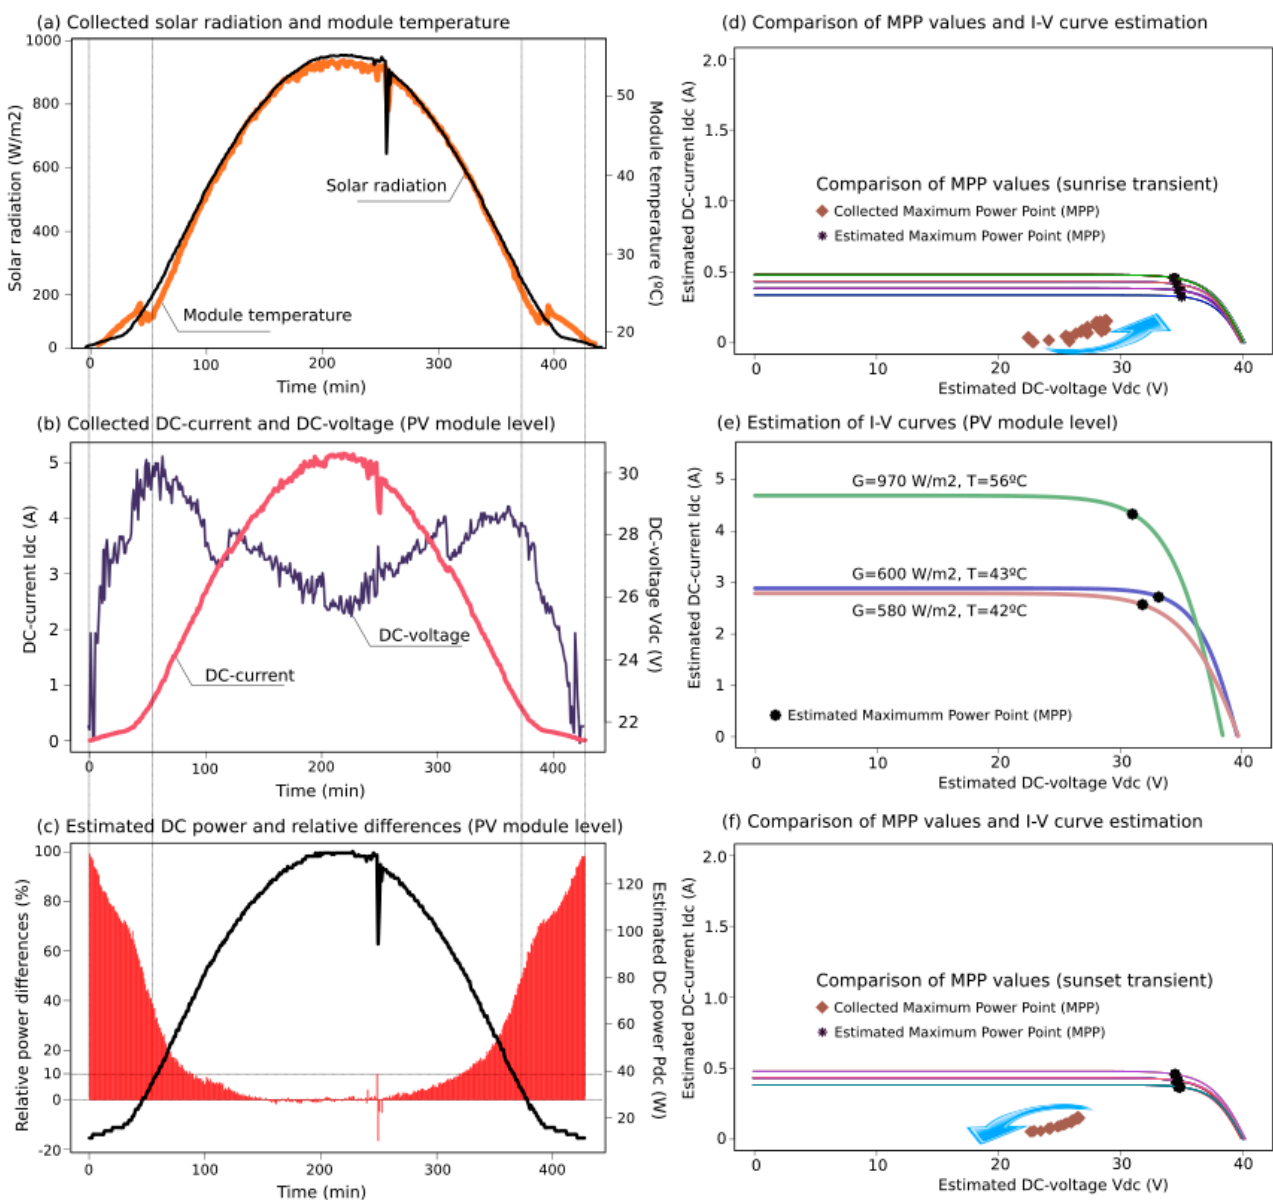 (a) Collected solar radiation and module temperature
1000
800
600
400
200
0
Solar radiation (W/m2)
50
40
30
20
Module temperature (ºC)
Solar radiation
Module temperature
0 100 200 300 400
Time (min)
(b) Collected DC-current and DC-voltage (PV module level)
5
4
3
2
1
0
DC-current Idc (A)
30
28
26
24
22
DC-voltage Vdc (V)
DC-voltage
DC-current
0 100 200 300 400
Time (min)
(c) Estimated DC power and relative differences (PV module level)
100
80
60
40
20
10
0
-20
Relative power differences (%)
120
100
80
60
40
20
Estimated DC power Pdc (W)
0 100 200 300 400
Time (min)
(d) Comparison of MPP values and I-V curve estimation
2.0
1.5
1.0
0.5
0
Estimated DC-current Idc (A)
Comparison of MPP values (sunrise transient)
Collected Maximum Power Point (MPP)
Estimated Maximum Power Point (MPP)
0 10 20 30 40
Estimated DC-voltage Vdc (V)
(e) Estimation of I-V curves (PV module level)
5
4
3
2
1
0
Estimated DC-current Idc (A)
G=970 W/m2, T=56ºC
G=600 W/m2, T=43ºC
G=580 W/m2, T=42ºC
Estimated Maximumm Power Point (MPP)
0 10 20 30 40
Estimated DC-voltage Vdc (V)
(f) Comparison of MPP values and I-V curve estimation
2.0
1.5
1.0
0.5
0
Estimated DC-current Idc (A)
Comparison of MPP values (sunset transient)
Collected Maximum Power Point (MPP)
Estimated Maximum Power Point (MPP)
0 10 20 30 40
Estimated DC-voltage Vdc (V)